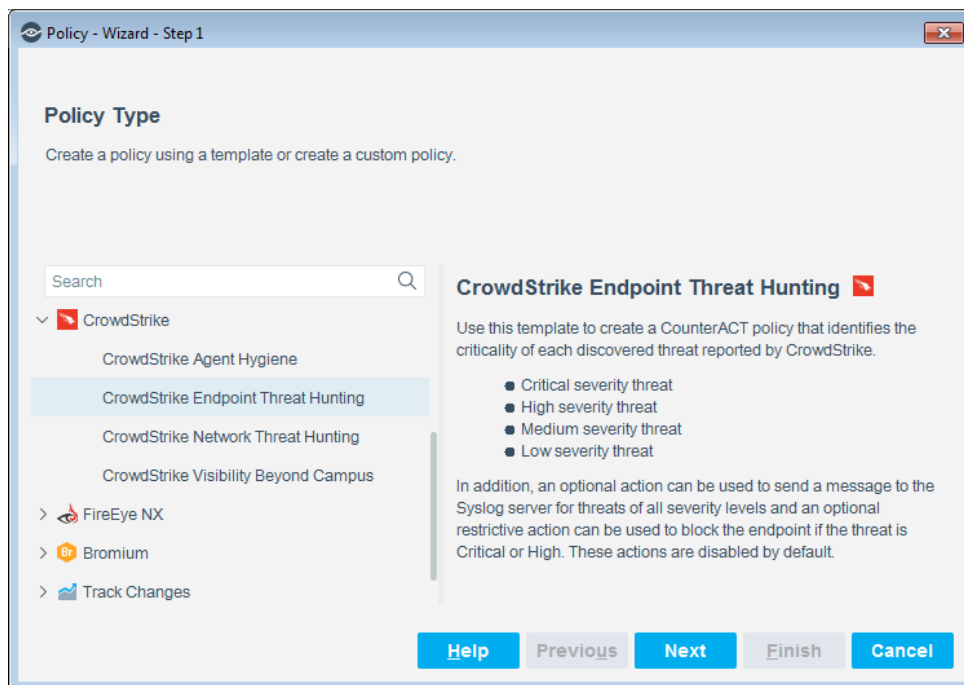 Policy - Wizard - Step 1
Policy Type
Create a policy using a template or create a custom policy.
Search
CrowdStrike
CrowdStrike Agent Hygiene
CrowdStrike Endpoint Threat Hunting
CrowdStrike Network Threat Hunting
CrowdStrike Visibility Beyond Campus
FireEye NX
Br Bromium
Track Changes
CrowdStrike Endpoint Threat Hunting
Use this template to create a CounterACT policy that identifies the
criticality of each discovered threat reported by CrowdStrike.
Critical severity threat
High severity threat
Medium severity threat
Low severity threat
In addition, an optional action can be used to send a message to the
Syslog server for threats of all severity levels and an optional
restrictive action can be used to block the endpoint if the threat is
Critical or High. These actions are disabled by default.
Help Previous Next Finish Cancel